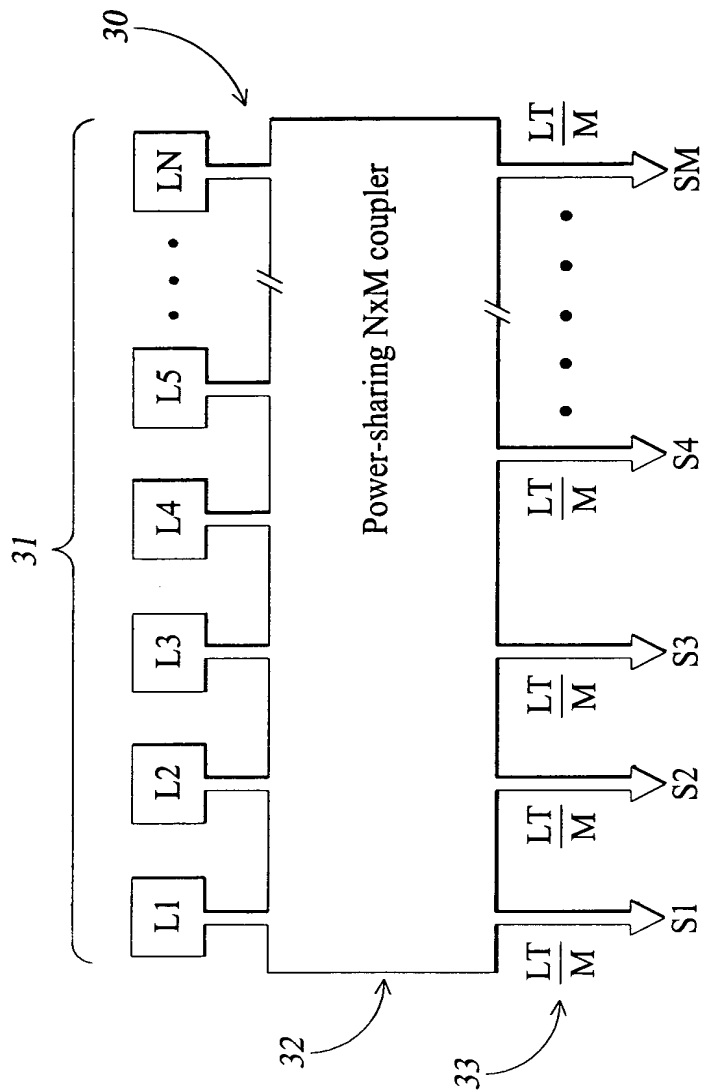 30
31
L1 L2 L3 L4 L5 LN
32
Power-sharing NxM coupler
33
LT/M LT/M LT/M LT/M LT/M
S1 S2 S3 S4 SM